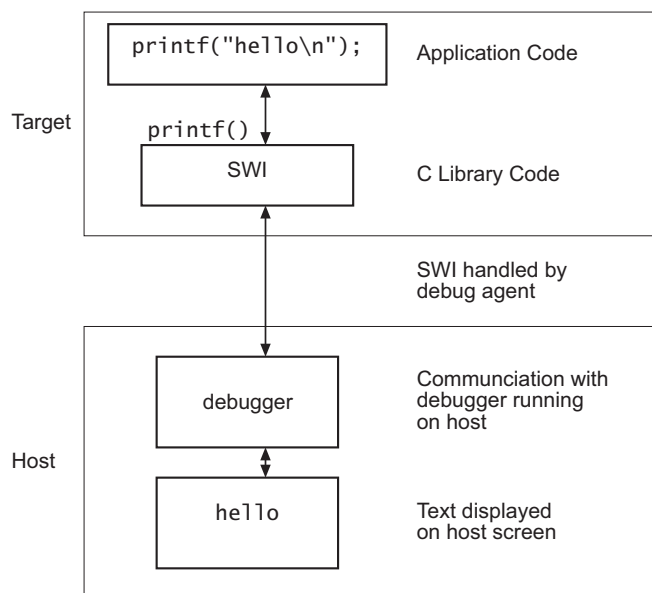 printf("hello\n");
Application Code
Target
printf()
SWI
C Library Code
SWI handled by
debug agent
debugger
Communciation with
debugger running
on host
Host
hello
Text displayed
on host screen